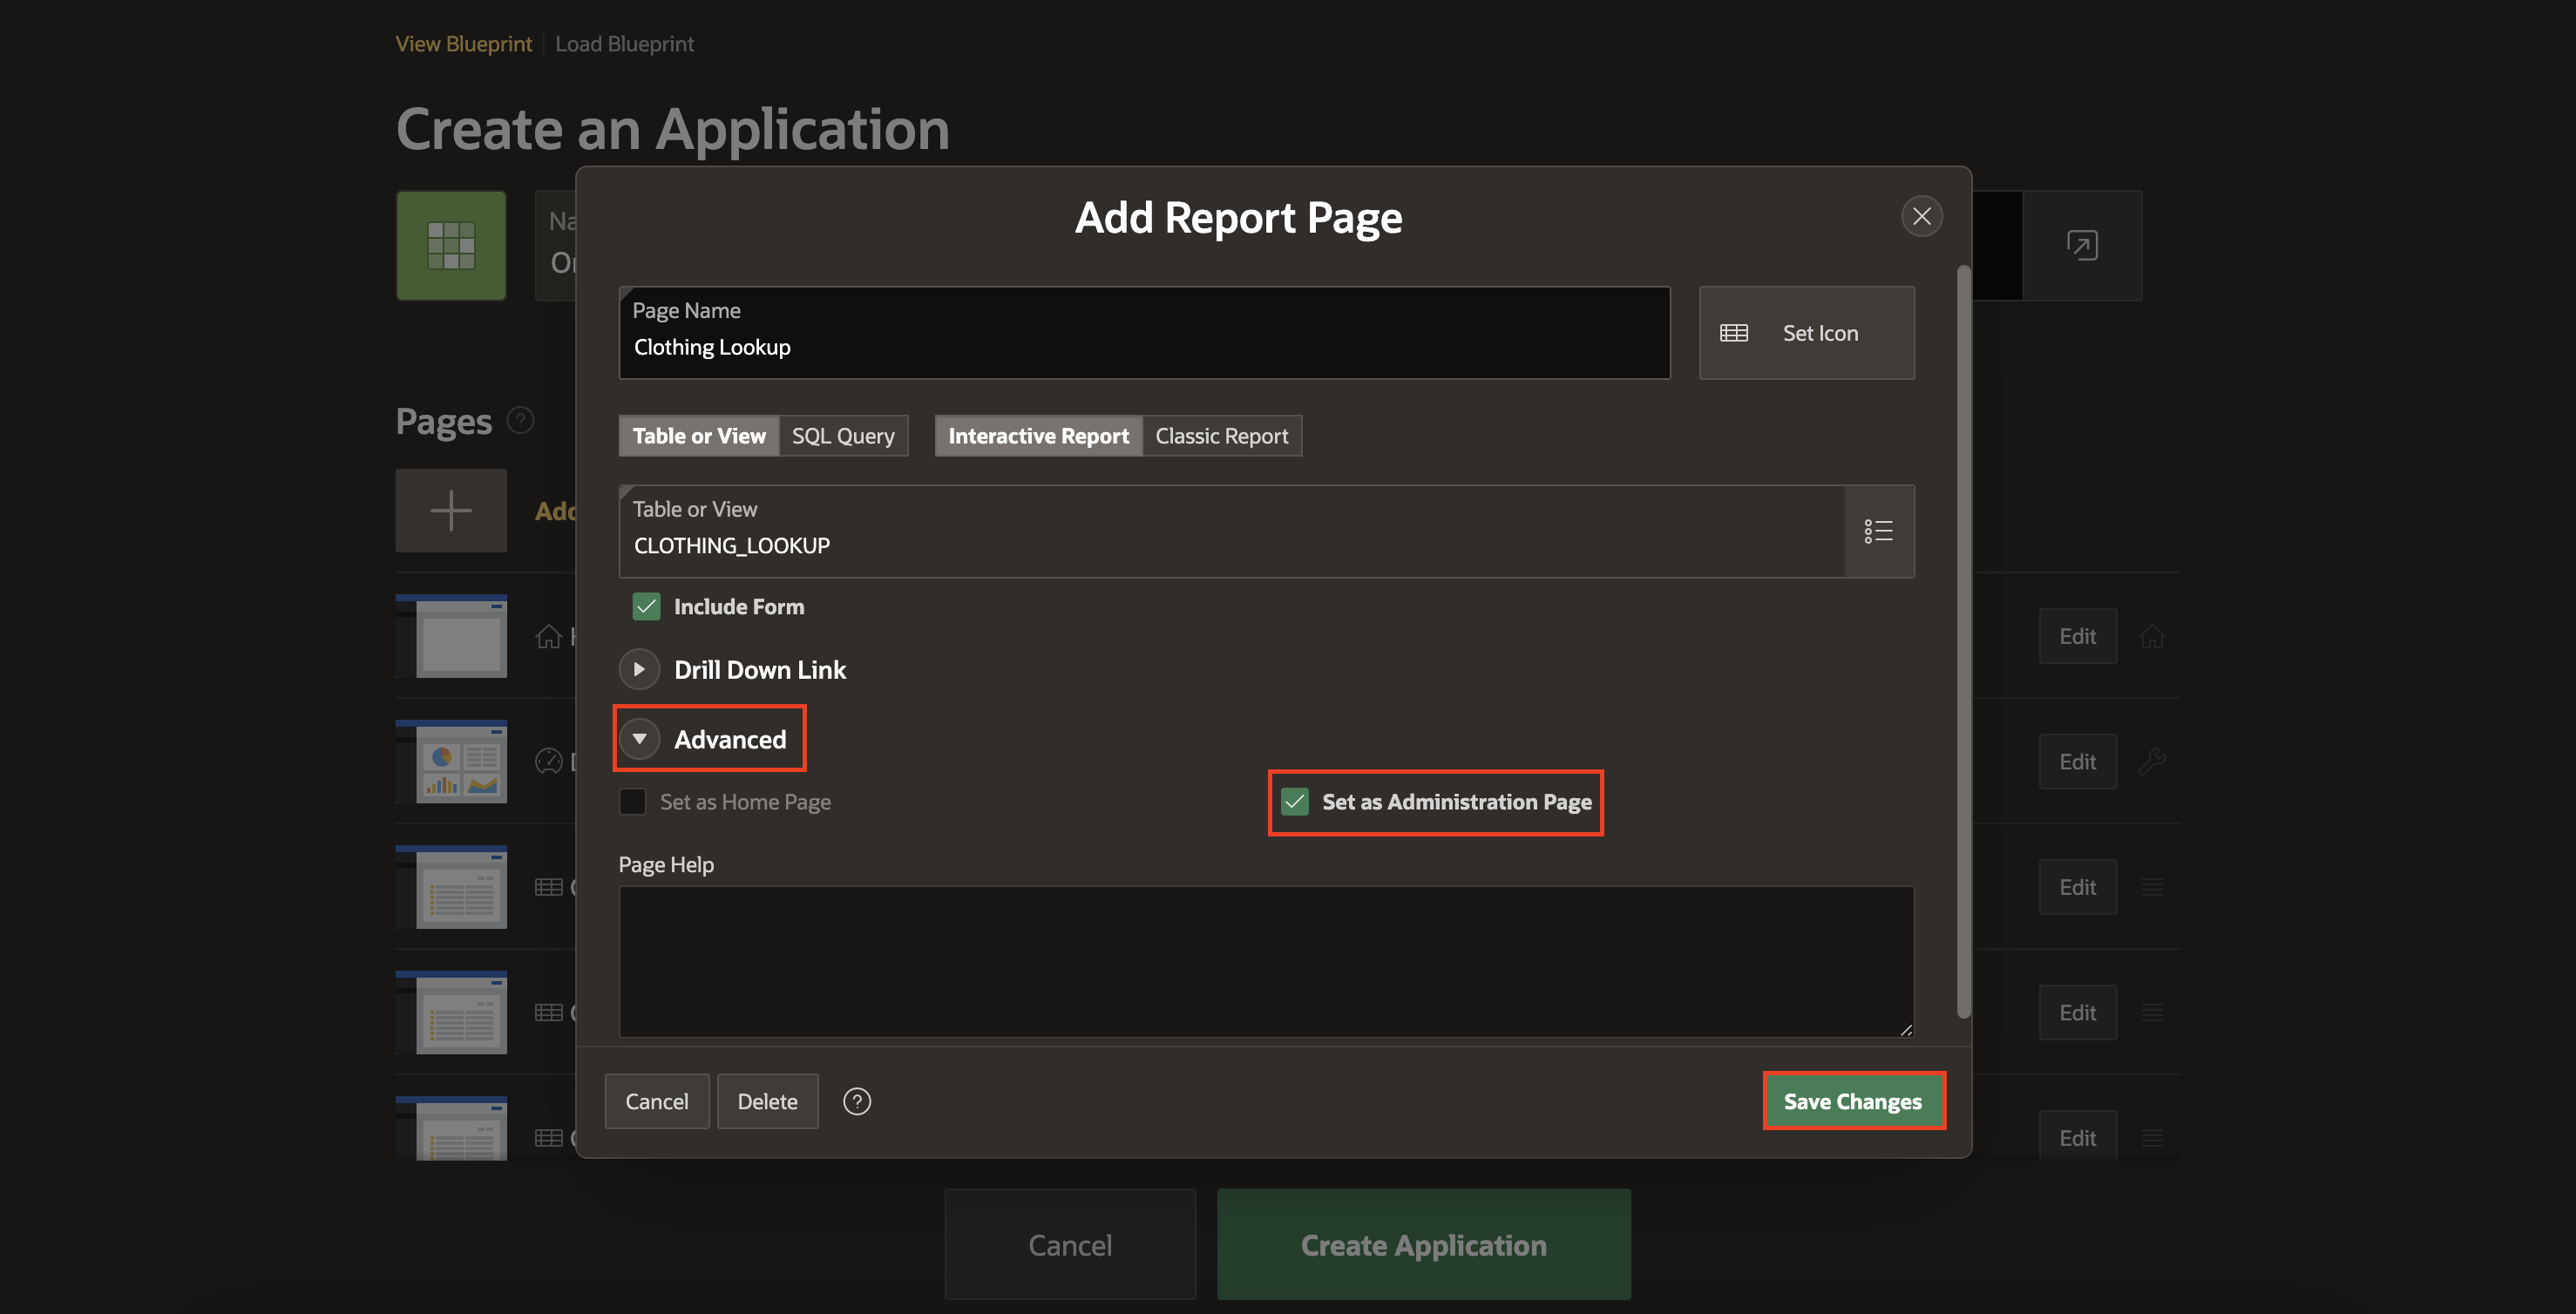 View Blueprint Load Blueprint
Create an Application
Add Report Page
Page Name
Clothing Lookup
Set Icon
Pages
Table or View SQL Query Interactive Report Classic Report
Table or View
CLOTHING_LOOKUP
Include Form
Edit
Drill Down Link
Advanced
Edit
Set as Home Page Set as Administration Page
Page Help
Edit
Edit
Cancel Delete ? Save Changes
Edit
Cancel Create Application